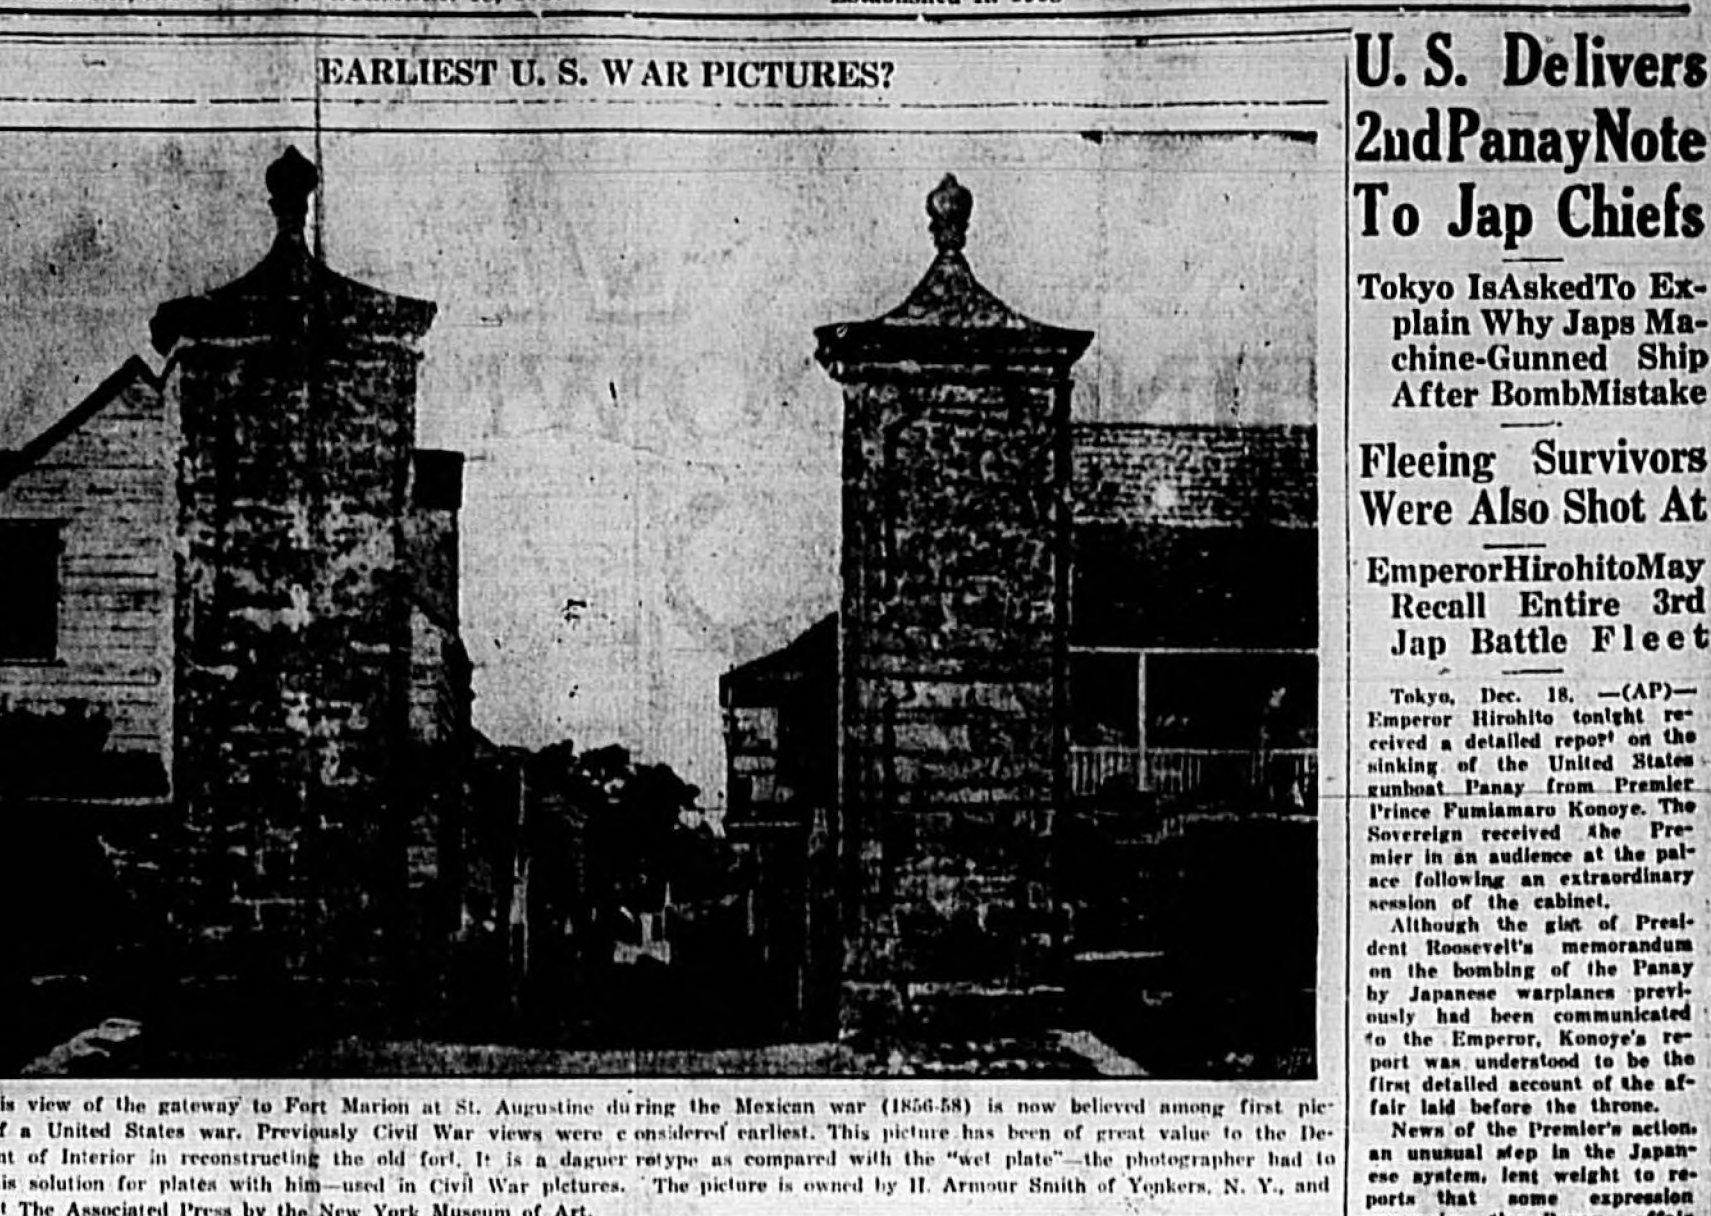 EARLIEST U. S. WAR PICTURES?
is view of the gateway to Fort Marion at St. Augustine during the Mexican war (1856-58) is now believed among first pic-
f a United States war. Previously Civil War views were considered earliest. This picture has been of great value to the De-
nt of Interior in reconstructing the old fort. It is a daguerrotype as compared with the "wet plate"—the photographer had to
is solution for plates with him—used in Civil War pictures. The picture is owned by H. Armour Smith of Yonkers, N. Y., and
t The Associated Press by the New York Museum of Art.
U. S. Delivers
2nd Panay Note
To Jap Chiefs
Tokyo Is Asked To Ex-
plain Why Japs Ma-
chine-Gunned Ship
After Bomb Mistake
Fleeing Survivors
Were Also Shot At
Emperor Hirohito May
Recall Entire 3rd
Jap Battle Fleet
Tokyo, Dec. 18. —(AP)—
Emperor Hirohito tonight re-
ceived a detailed report on the
sinking of the United States
gunboat Panay from Premier
Prince Fumiamaro Konoye. The
Sovereign received the Pre-
mier in an audience at the pal-
ace following an extraordinary
session of the cabinet.
Although the gist of Presi-
dent Roosevelt's memorandum
on the bombing of the Panay
by Japanese warplanes previ-
ously had been communicated
to the Emperor, Konoye's re-
port was understood to be the
first detailed account of the af-
fair laid before the throne.
News of the Premier's action,
an unusual step in the Japan-
ese system, lent weight to re-
ports that some expression